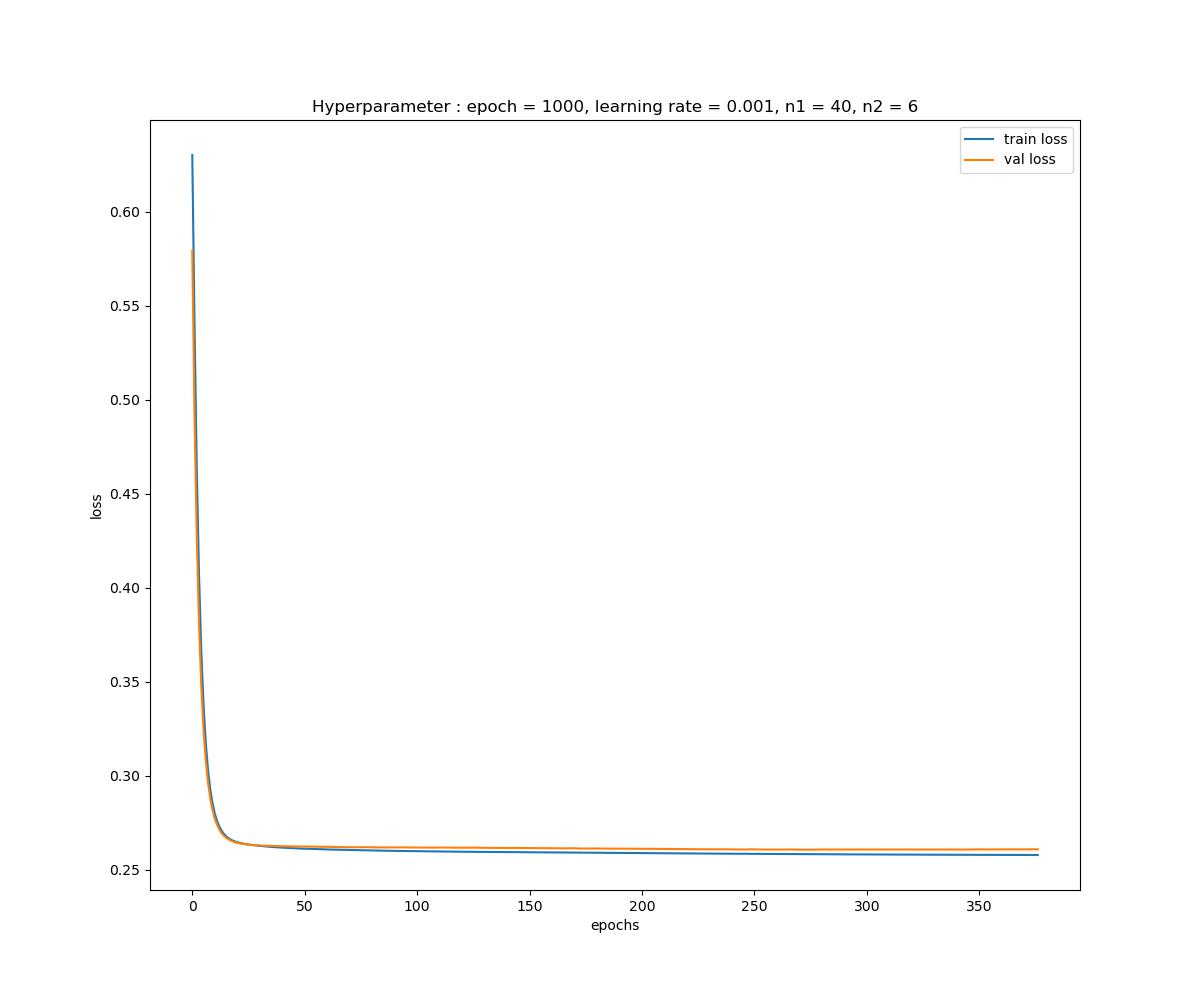 Hyperparameter : epoch = 1000, learning rate = 0.001, n1 = 40, n2 = 6
train loss
val loss
0.60
0.55
0.50
0.45
0.40
0.35
0.30
0.25
loss
0 50 100 150 200 250 300 350
epochs